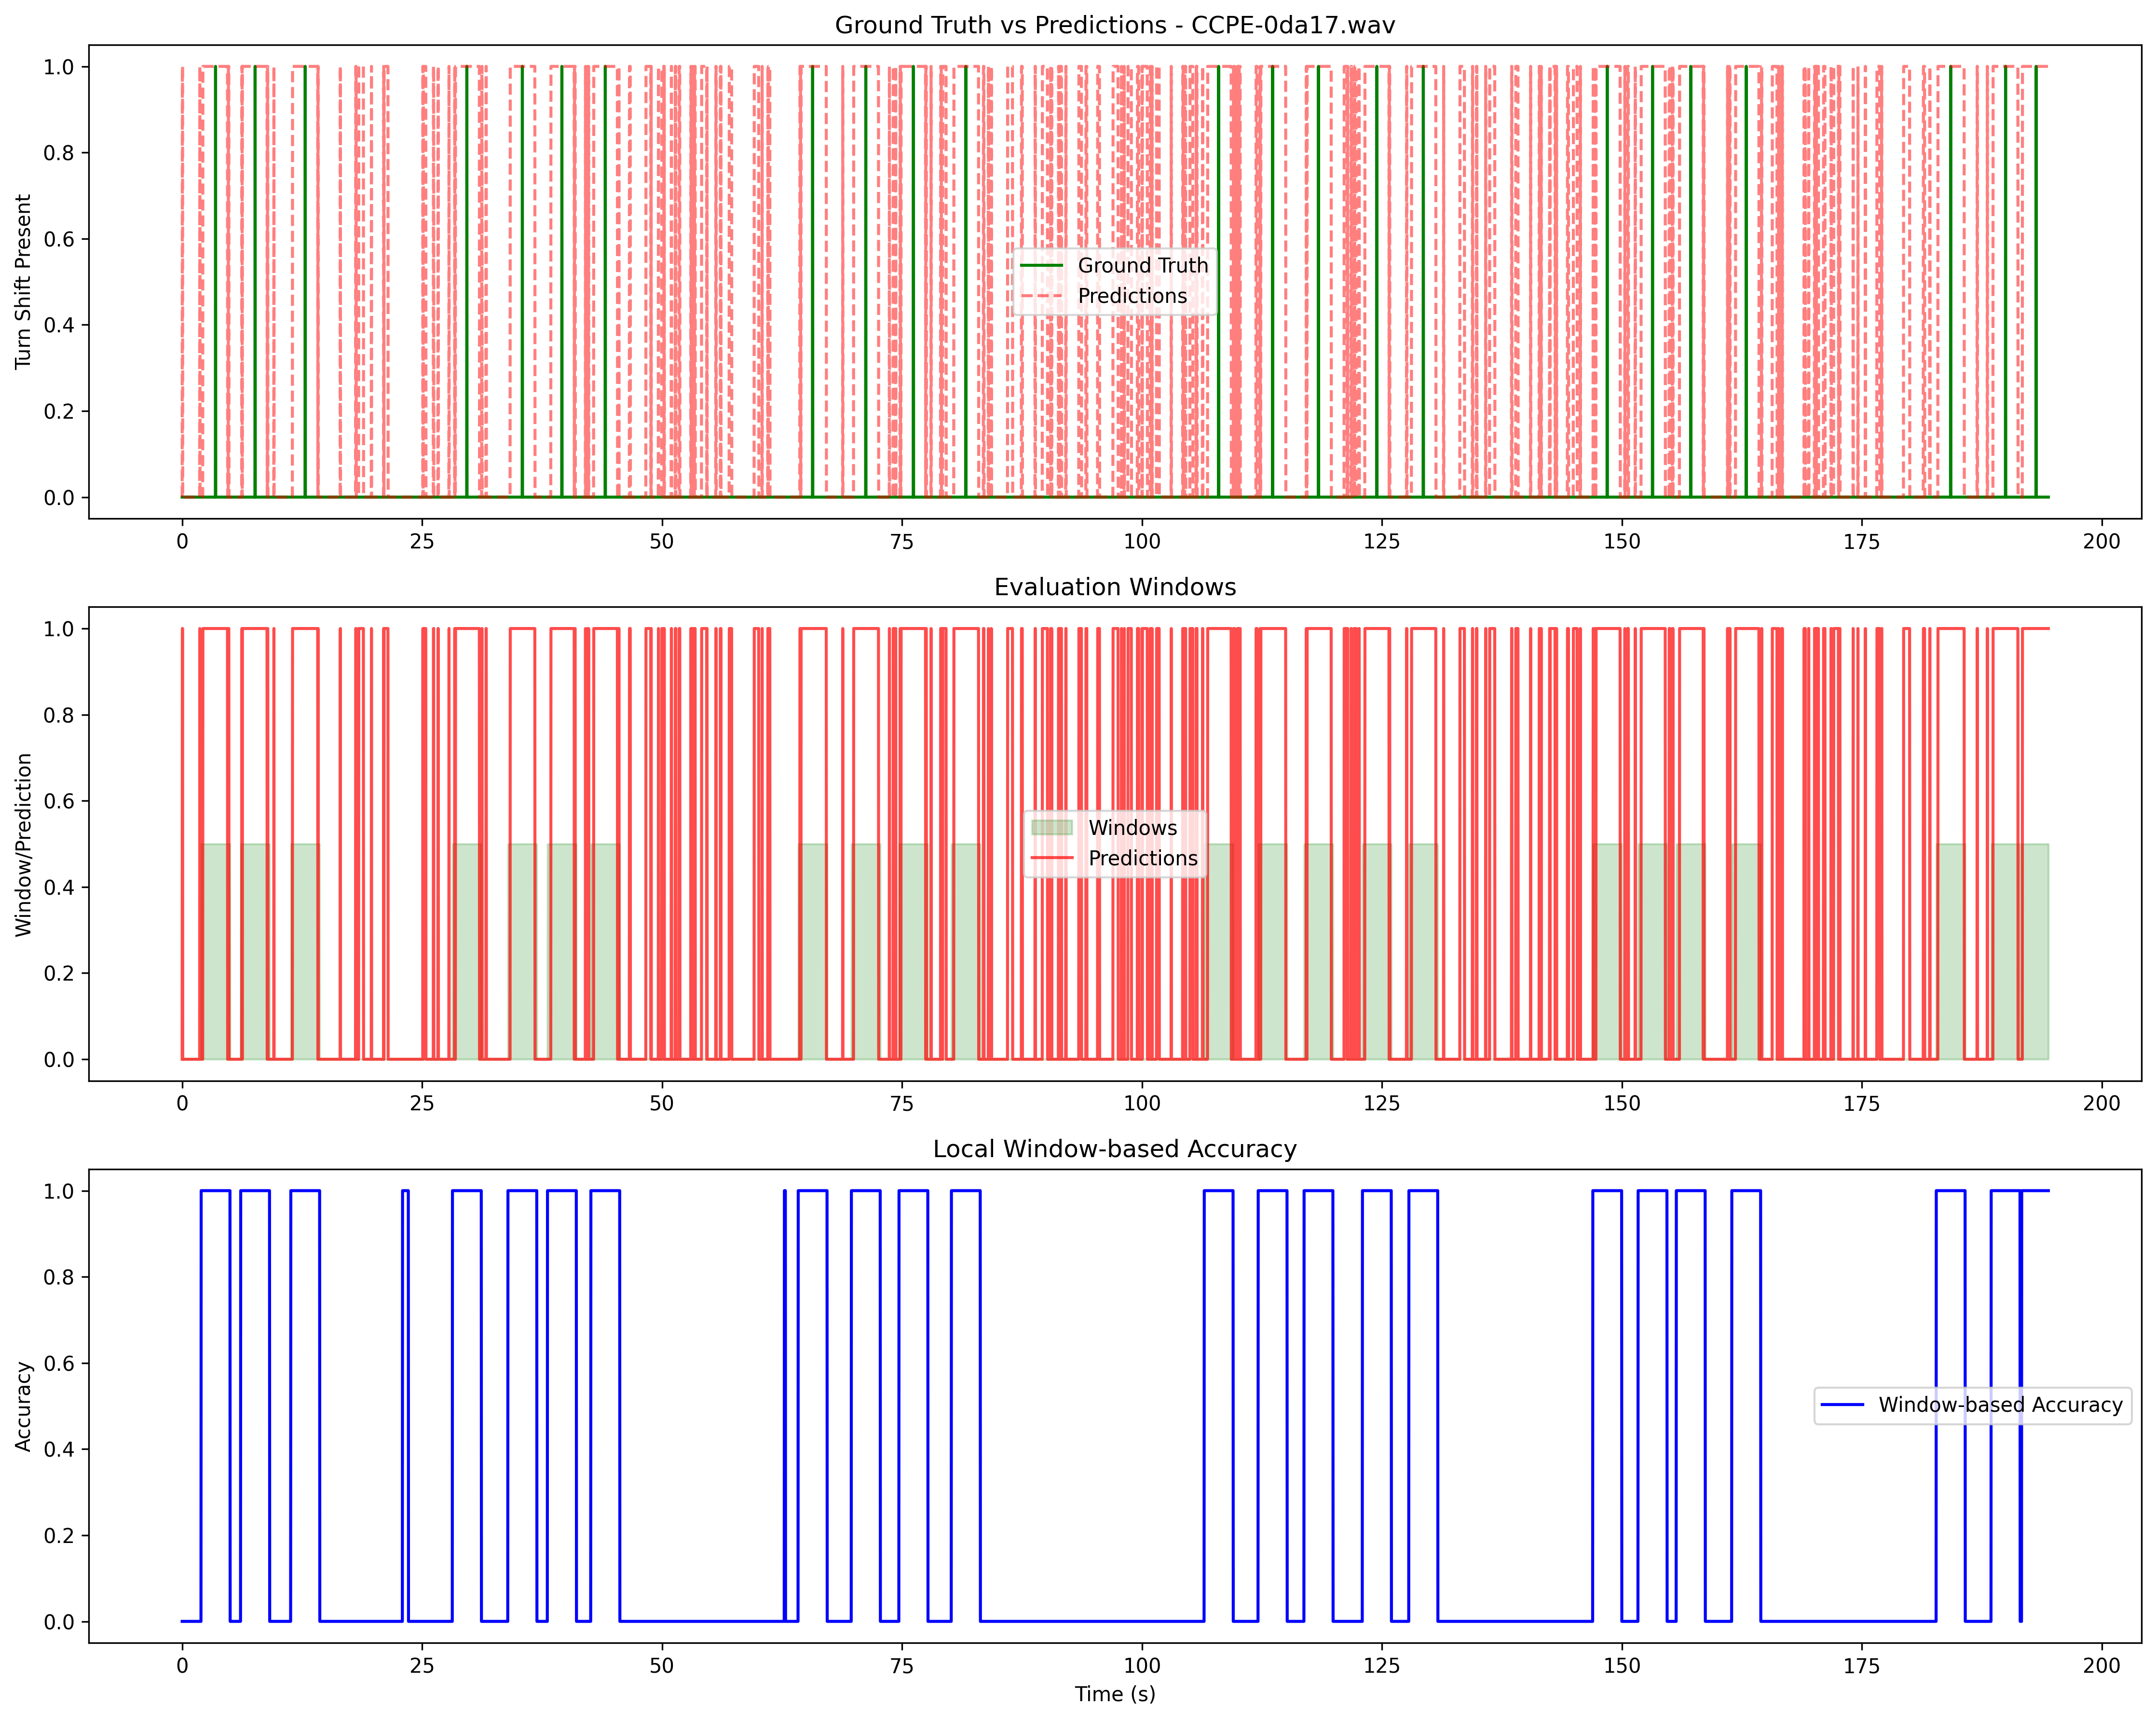 Ground Truth vs Predictions - CCPE-0da17.wav
1.0
0.8
0.6
0.4
0.2
0.0
Turn Shift Present
Ground Truth
Predictions
0 25 50 75 100 125 150 175 200
Evaluation Windows
1.0
0.8
0.6
0.4
0.2
0.0
Window/Prediction
Windows
Predictions
0 25 50 75 100 125 150 175 200
Local Window-based Accuracy
1.0
0.8
0.6
0.4
0.2
0.0
Accuracy
Window-based Accuracy
0 25 50 75 100 125 150 175 200
Time (s)